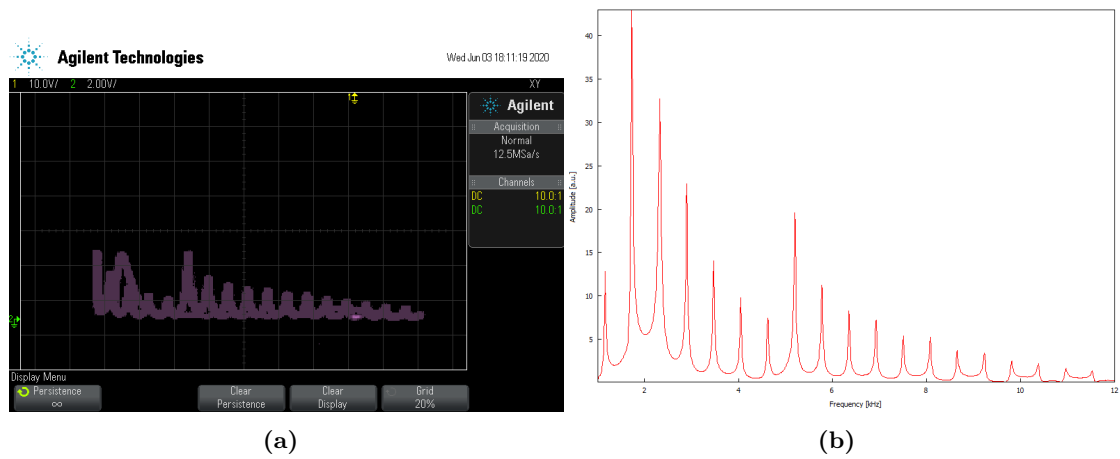 Agilent Technologies
Wed Jun 03 18:11:19 2020
1 10.0V/ 2 2.00V/ XY
Agilent
Acquisition
Normal
12.5MSa/s
Channels
DC 10.0:1
DC 10.0:1
Display Menu
Persistence
∞
Clear
Persistence
Clear
Display
Grid
20%
(a)
40
35
30
25
20
15
10
5
Amplitude [a.u.]
2 4 6 8 10 12
Frequency [kHz]
(b)